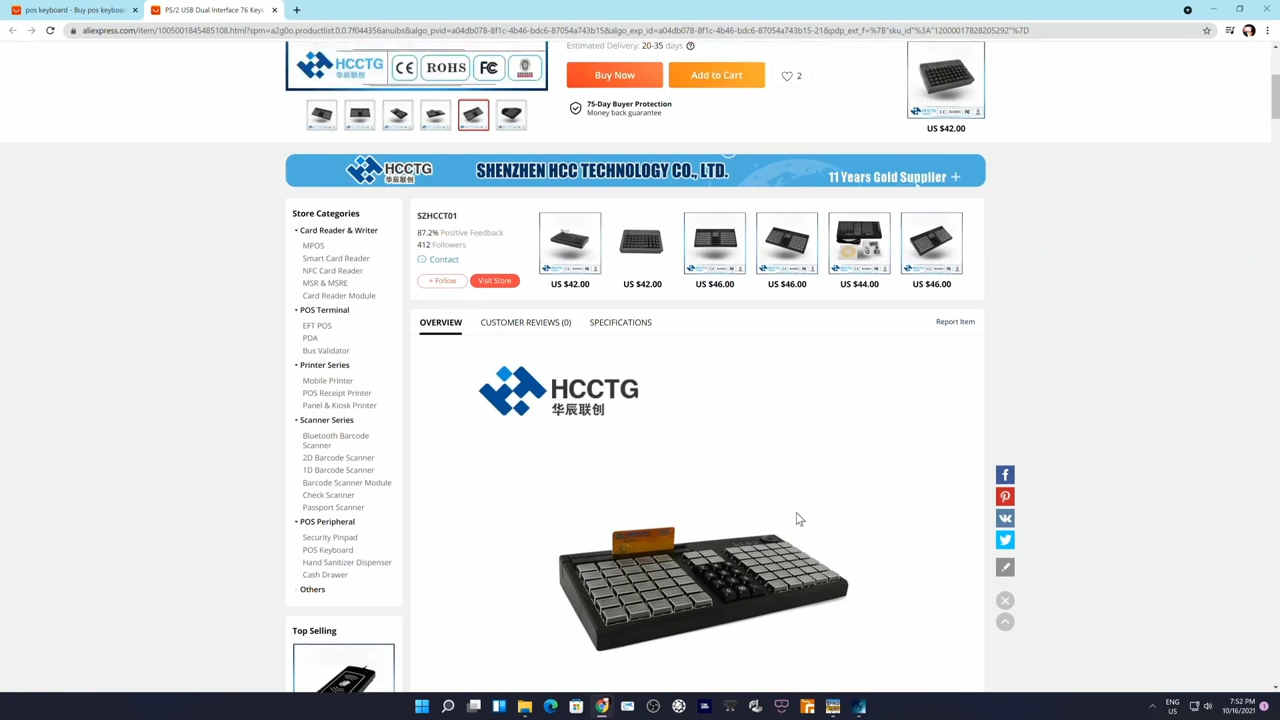 pos keyboard - Buy pos keyboar
PS/2 USB Dual Interface 76 Keys
aliexpress.com/item/1005001845485108.html?spm=a2g0o.productlist.0.0.7f044356anuibs&algo_pvid=a04db078-8f1c-4b46-bdc6-87054a743b15&algo_exp_id=a04db078-8f1c-4b46-bdc6-87054a743b15-21&pdp_ext_f=%7B"sku_id"%3A"12000017828205292"%7D
Estimated Delivery: 20-35 days
HCCTG
华辰联创
CE
ROHS
FC
Buy Now
Add to Cart
2
75-Day Buyer Protection
Money back guarantee
US $42.00
HCCTG
华辰联创
SHENZHEN HCC TECHNOLOGY CO., LTD.
11 Years Gold Supplier +
Store Categories
Card Reader & Writer
MPOS
Smart Card Reader
NFC Card Reader
MSR & MSRE
Card Reader Module
POS Terminal
EFT POS
PDA
Bus Validator
Printer Series
Mobile Printer
POS Receipt Printer
Panel & Kiosk Printer
Scanner Series
Bluetooth Barcode
Scanner
2D Barcode Scanner
1D Barcode Scanner
Barcode Scanner Module
Check Scanner
Passport Scanner
POS Peripheral
Security Pinpad
POS Keyboard
Hand Sanitizer Dispenser
Cash Drawer
Others
Top Selling
SZHCCT01
87.2% Positive Feedback
412 Followers
Contact
+ Follow
Visit Store
US $42.00
US $42.00
US $46.00
US $46.00
US $44.00
US $46.00
OVERVIEW
CUSTOMER REVIEWS (0)
SPECIFICATIONS
Report Item
HCCTG
华辰联创
ENG
US
7:52 PM
10/16/2021